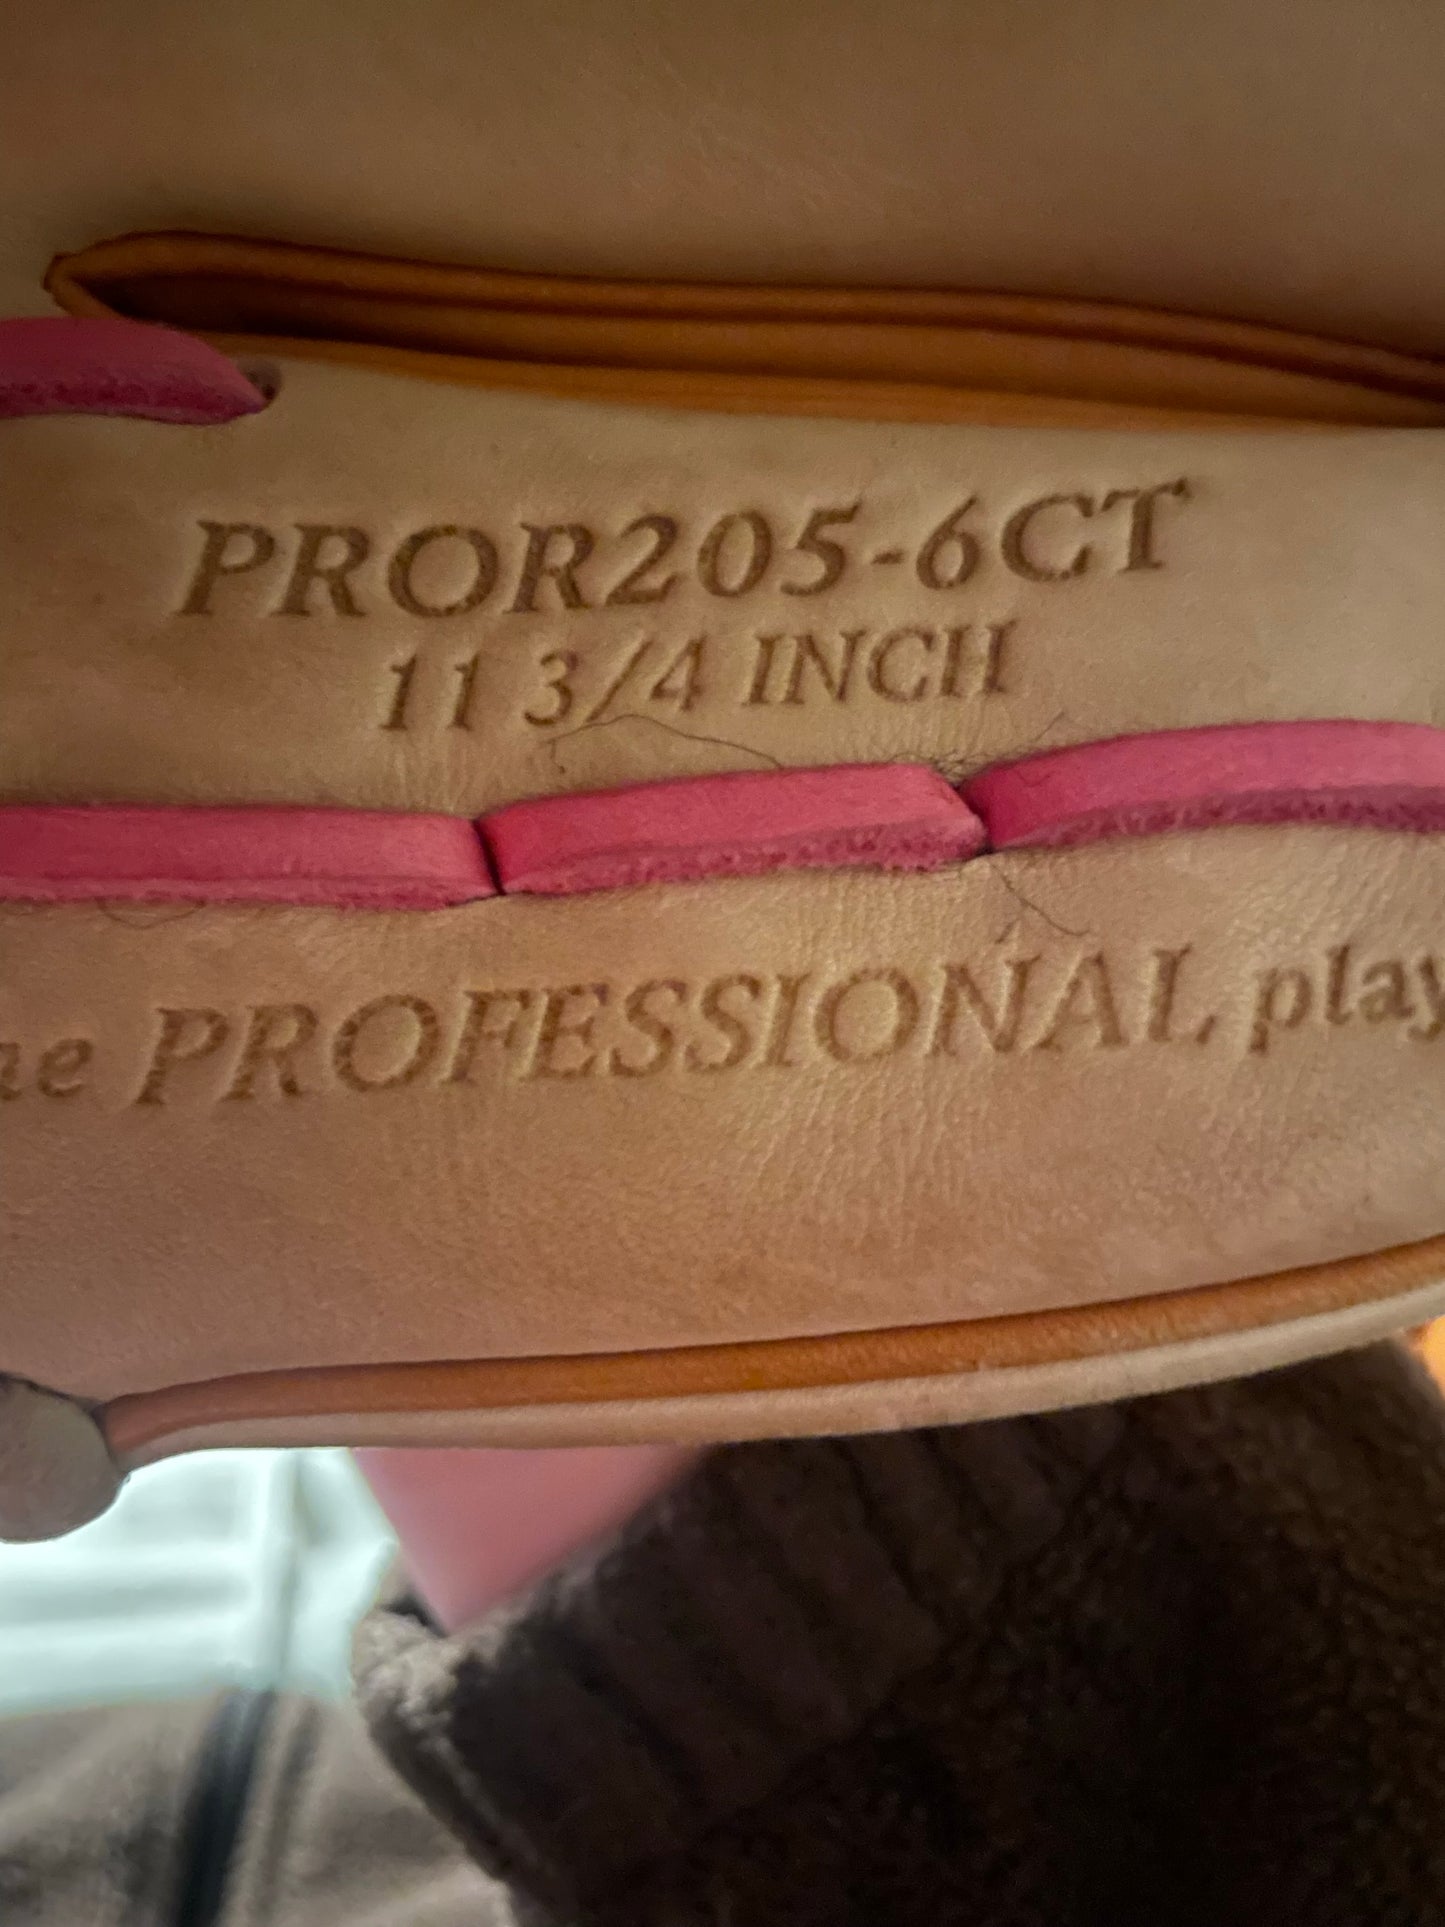 PROR205-6CT
11 3/4 INCH
PROFESSIONAL